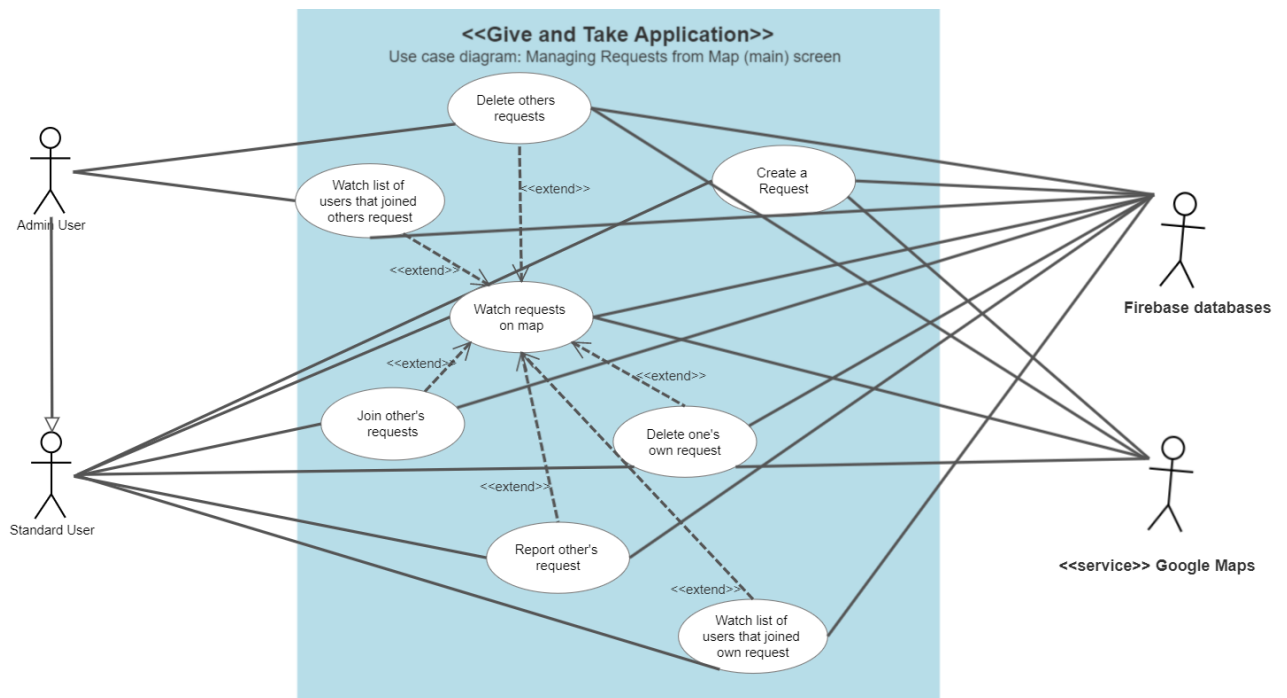 <<Give and Take Application>>
Use case diagram: Managing Requests from Map (main) screen
Delete others
requests
Create a
Request
Watch list of
users that joined
others request
<<extend>>
Admin User
<<extend>>
Watch requests
on map
Firebase databases
<<extend>>
<<extend>>
Join other's
requests
Delete one's
own request
<<extend>>
Standard User
Report other's
request
<<service>> Google Maps
<<extend>>
Watch list of
users that joined
own request